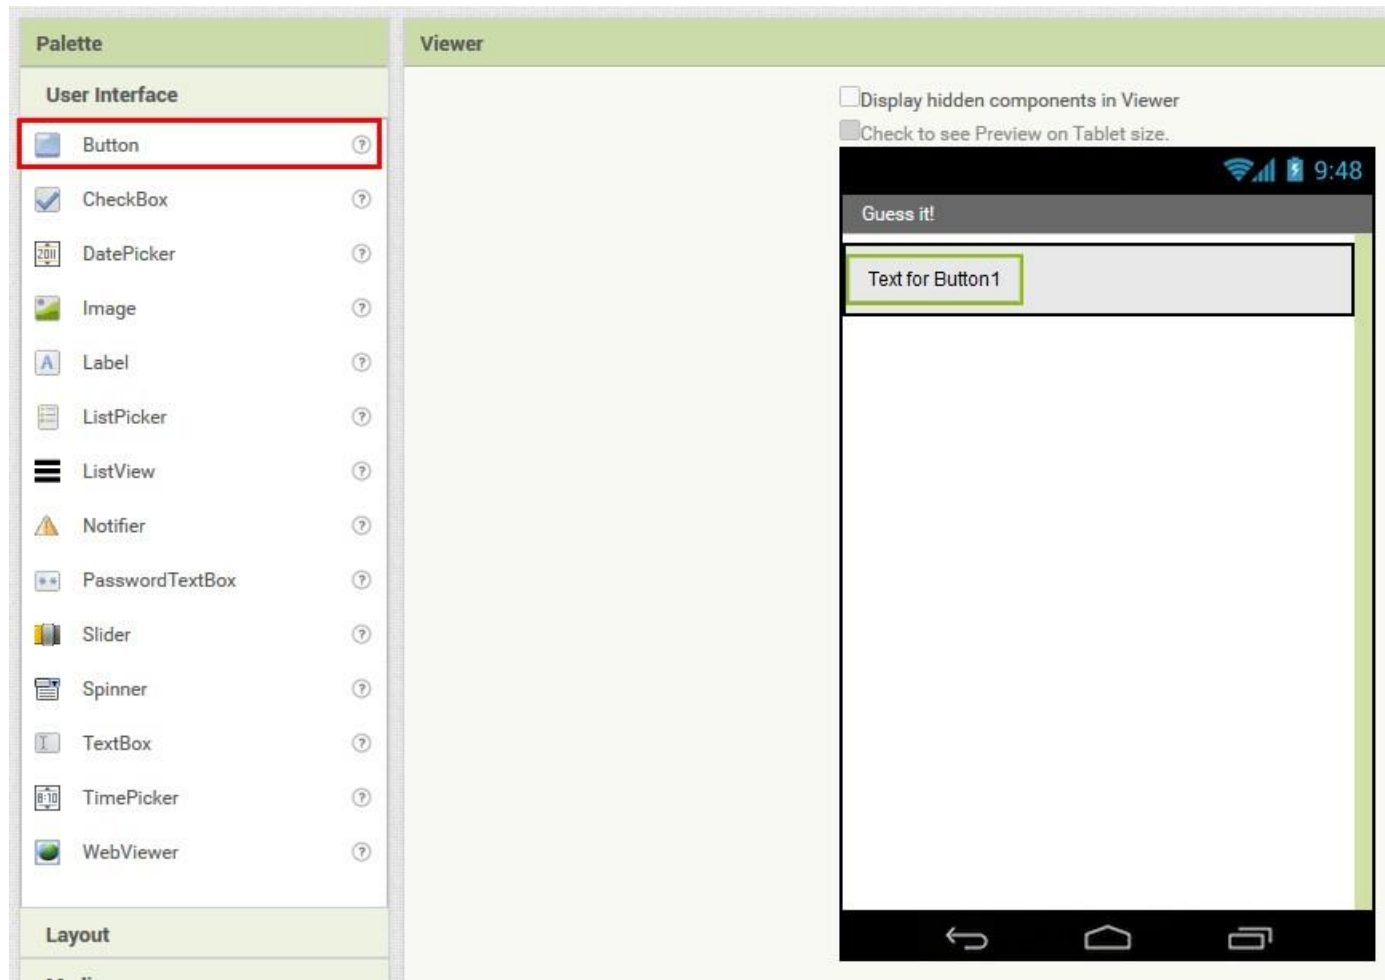 Palette
User Interface
Button
CheckBox
DatePicker
Image
Label
ListPicker
ListView
Notifier
PasswordTextBox
Slider
Spinner
TextBox
TimePicker
WebViewer
Layout
Viewer
Display hidden components in Viewer
Check to see Preview on Tablet size.
9:48
Guess it!
Text for Button1